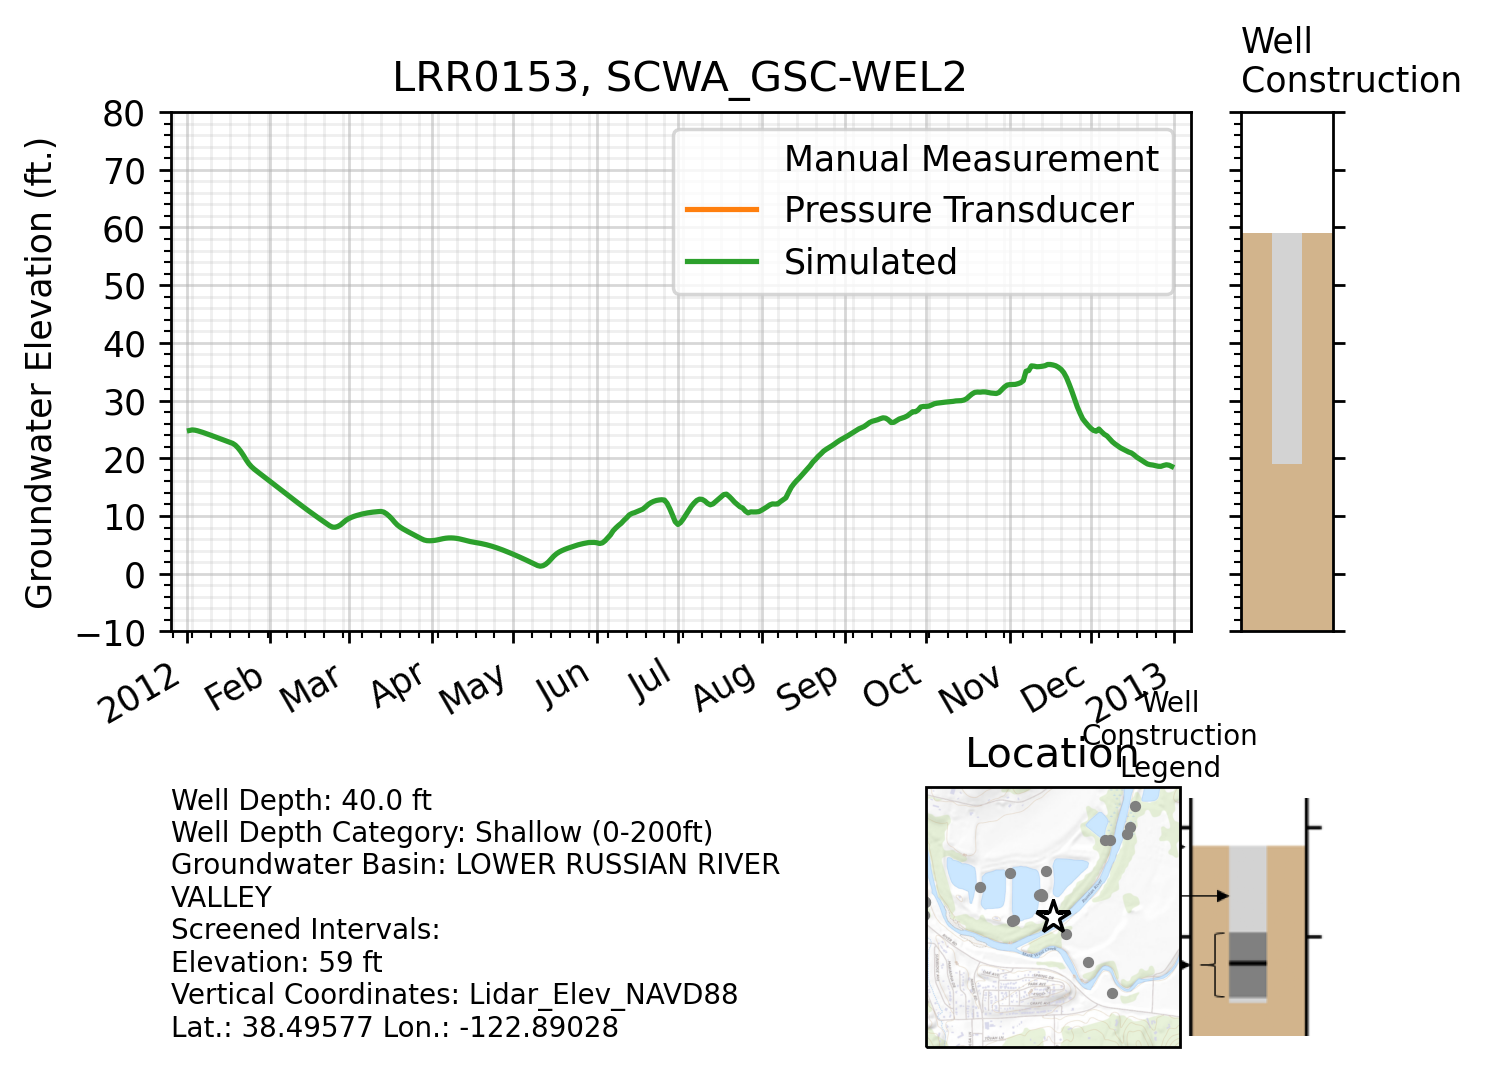 Well
Construction
LRR0153, SCWA_GSC-WEL2
Groundwater Elevation (ft.)
80
70
60
50
40
30
20
10
0
−10
Manual Measurement
Pressure Transducer
Simulated
2012
Feb
Mar
Apr
May
Jun
Jul
Aug
Sep
Oct
Nov
Dec
2013
Well
Construction
Legend
Location
Well Depth: 40.0 ft
Well Depth Category: Shallow (0-200ft)
Groundwater Basin: LOWER RUSSIAN RIVER
VALLEY
Screened Intervals:
Elevation: 59 ft
Vertical Coordinates: Lidar_Elev_NAVD88
Lat.: 38.49577 Lon.: -122.89028